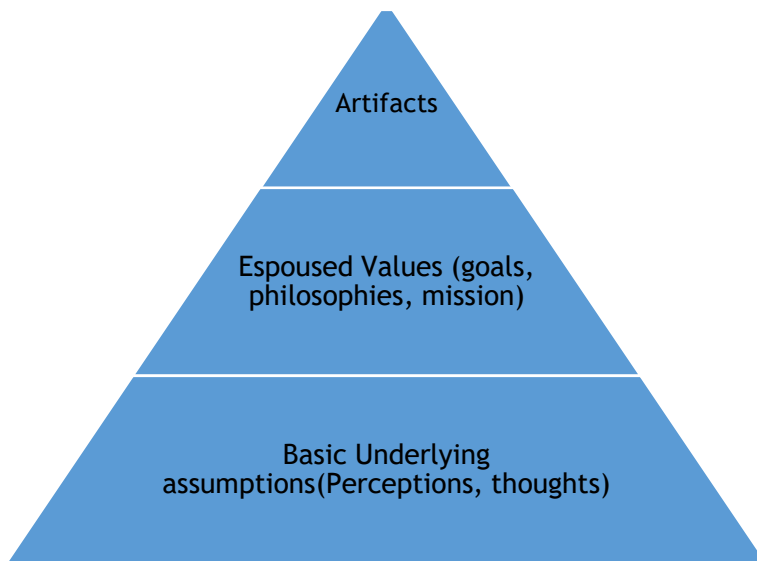 Artifacts
Espoused Values (goals,
philosophies, mission)
Basic Underlying
assumptions(Perceptions, thoughts)